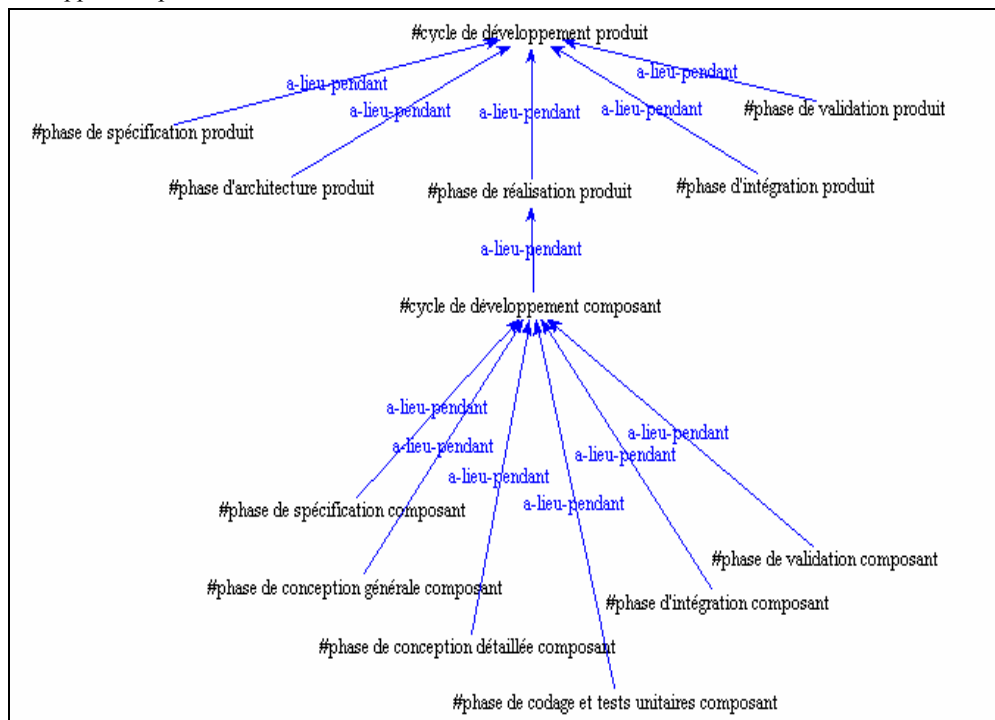 #cycle de développement produit
a-lieu-pendant
a-lieu-pendant
a-lieu-pendant
a-lieu-pendant
a-lieu-pendant
#phase de spécification produit
#phase de validation produit
#phase d'architecture produit
#phase de réalisation produit
#phase d'intégration produit
a-lieu-pendant
#cycle de développement composant
a-lieu-pendant
a-lieu-pendant
a-lieu-pendant
a-lieu-pendant
a-lieu-pendant
a-lieu-pendant
#phase de spécification composant
#phase de validation composant
#phase de conception générale composant
#phase d'intégration composant
#phase de conception détaillée composant
#phase de codage et tests unitaires composant